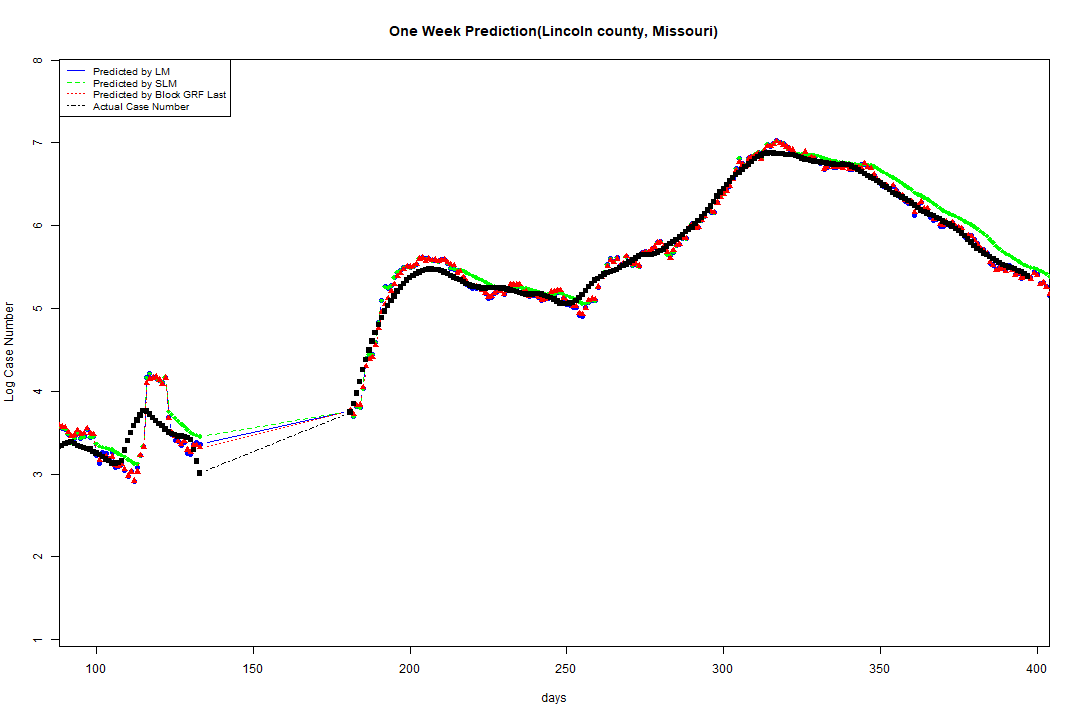 One Week Prediction(Lincoln county, Missouri)
Predicted by LM
Predicted by SLM
Predicted by Block GRF Last
Actual Case Number
8
7
6
5
4
3
2
1
Log Case Number
100 150 200 250 300 350 400
days